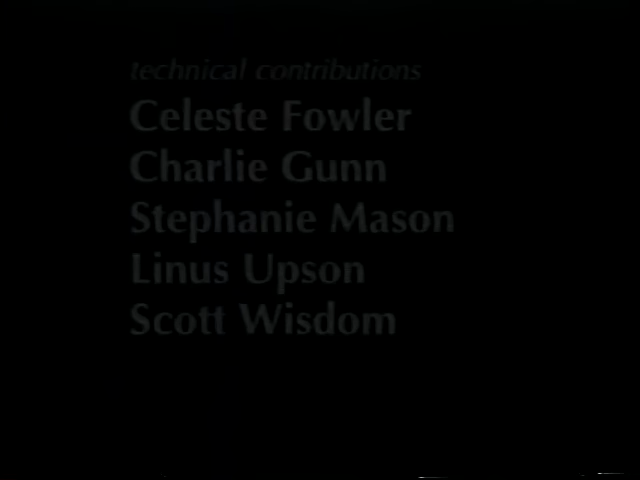 technical contributions
Celeste Fowler
Charlie Gunn
Stephanie Mason
Linus Upson
Scott Wisdom